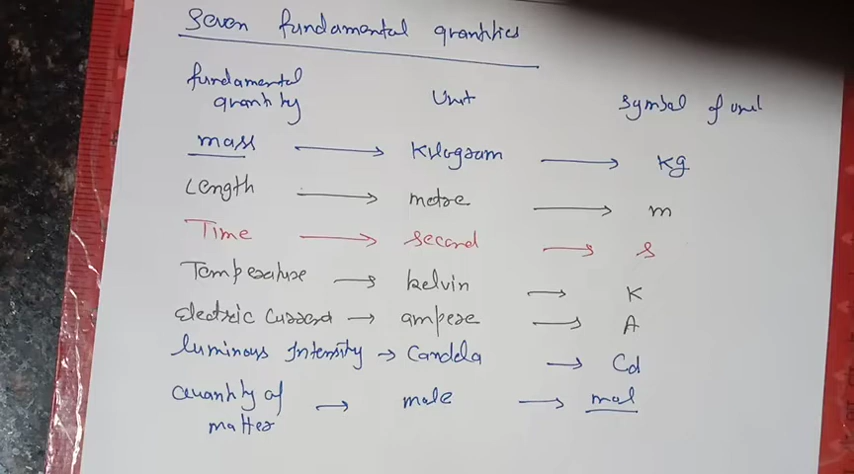 Seven fundamental quantities
fundamental quantity Unit Symbol of unit
mass → Kilogram → Kg
Length → metre → m
Time → second → s
Temperature → kelvin → K
Electric Current → ampere → A
luminous Intensity → Candela → Cd
Quantity of matter → mole → mol